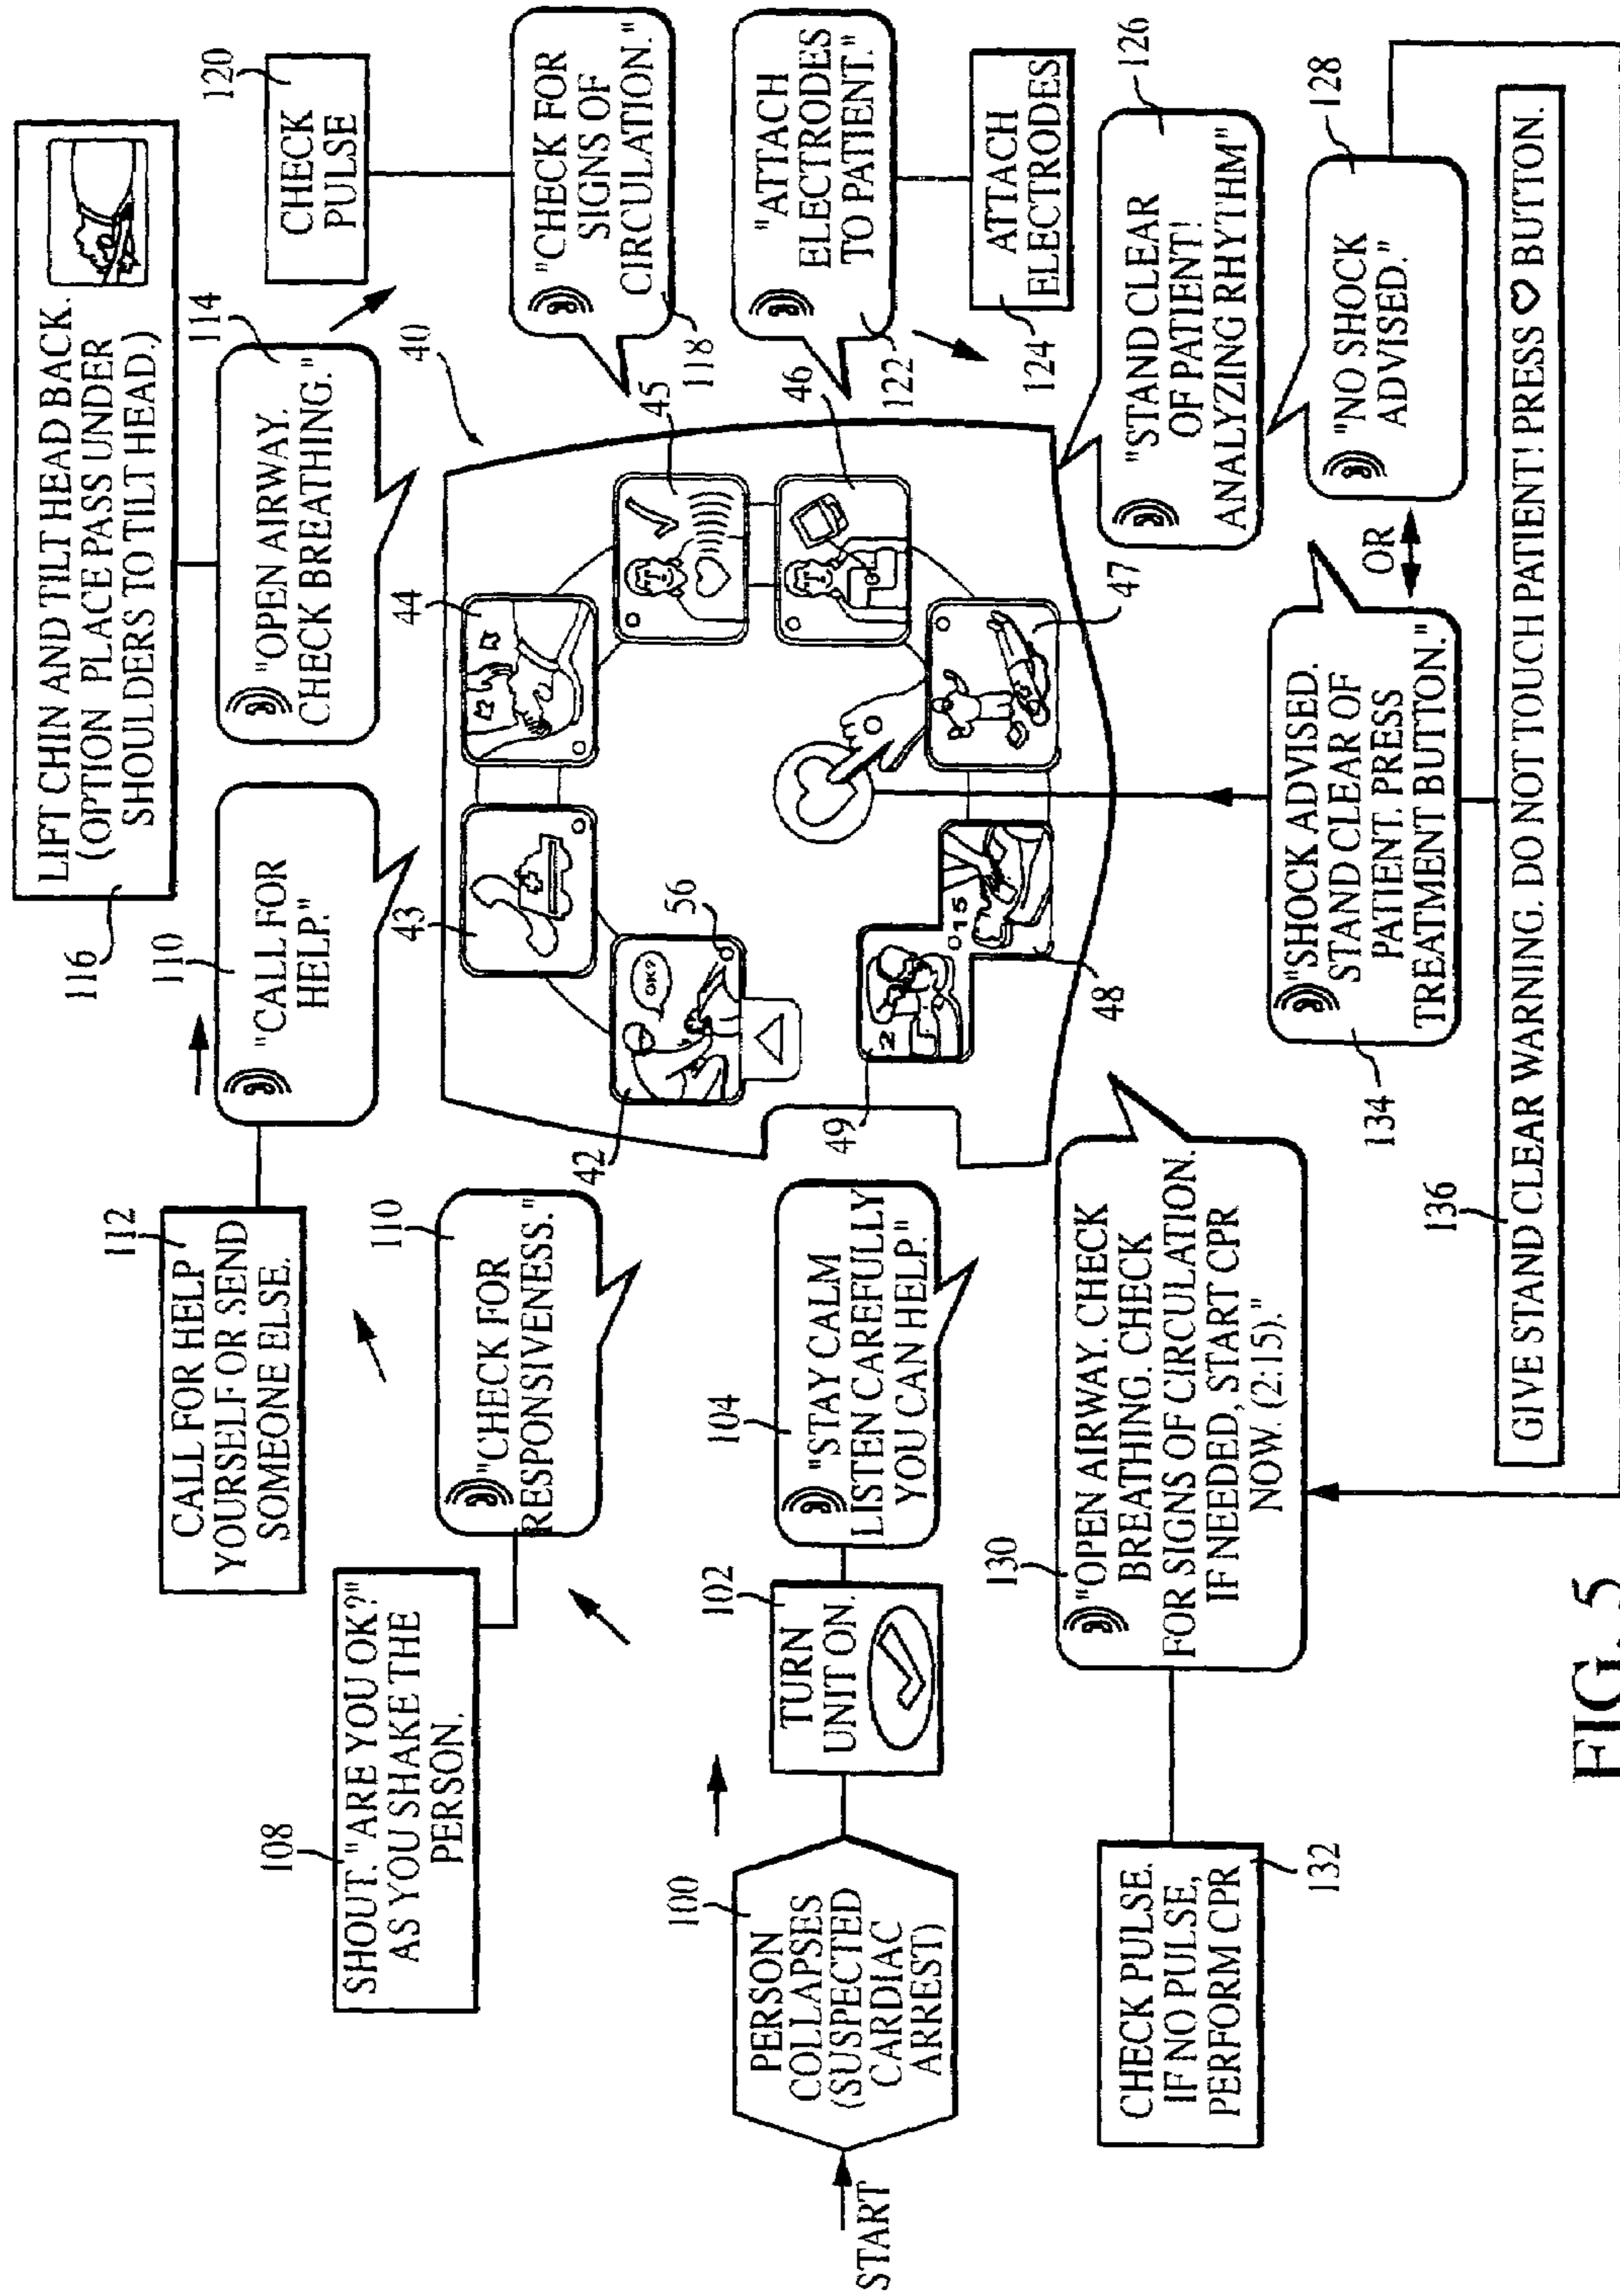 START
100
PERSON
COLLAPSES
(SUSPECTED
CARDIAC
ARREST)
102
TURN
UNIT ON.
104
"STAY CALM
LISTEN CAREFULLY
YOU CAN HELP."
108
SHOUT. "ARE YOU OK?"
AS YOU SHAKE THE
PERSON.
110
"CHECK FOR
RESPONSIVENESS."
112
CALL FOR HELP
YOURSELF OR SEND
SOMEONE ELSE.
110
"CALL FOR
HELP."
116
LIFT CHIN AND TILT HEAD BACK.
(OPTION PLACE PASS UNDER
SHOULDERS TO TILT HEAD.)
114
"OPEN AIRWAY.
CHECK BREATHING."
120
CHECK
PULSE
"CHECK FOR
SIGNS OF
CIRCULATION."
118
"ATTACH
ELECTRODES
TO PATIENT."
122
ATTACH
ELECTRODES
124
40
42
OK?
56
43
44
45
46
47
48
15
49
2
126
"STAND CLEAR
OF PATIENT!
ANALYZING RHYTHM"
128
"NO SHOCK
ADVISED."
OR
"SHOCK ADVISED.
STAND CLEAR OF
PATIENT. PRESS
TREATMENT BUTTON."
134
136
GIVE STAND CLEAR WARNING. DO NOT TOUCH PATIENT! PRESS ♡ BUTTON.
130
"OPEN AIRWAY. CHECK
BREATHING. CHECK
FOR SIGNS OF CIRCULATION.
IF NEEDED, START CPR
NOW. (2:15)."
CHECK PULSE.
IF NO PULSE,
PERFORM CPR
132
FIG. 5